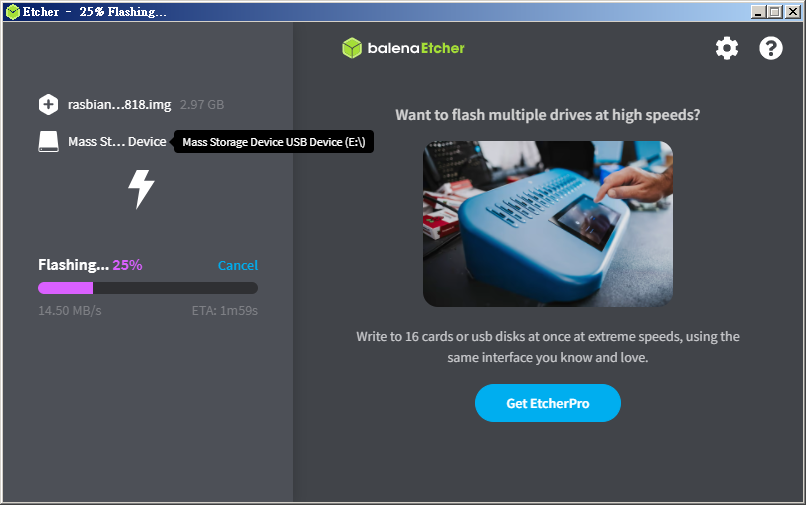 Etcher - 25% Flashing...
balenaEtcher
rasbian...818.img 2.97 GB
Mass St... Device
Mass Storage Device USB Device (E:\)
Flashing... 25% Cancel
14.50 MB/s ETA: 1m59s
Want to flash multiple drives at high speeds?
Write to 16 cards or usb disks at once at extreme speeds, using the
same interface you know and love.
Get EtcherPro